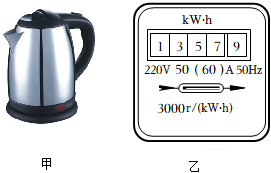 kW·h
1 3 5 7 9
220V 50 (60) A 50Hz
3000r/(kW·h)
甲 乙